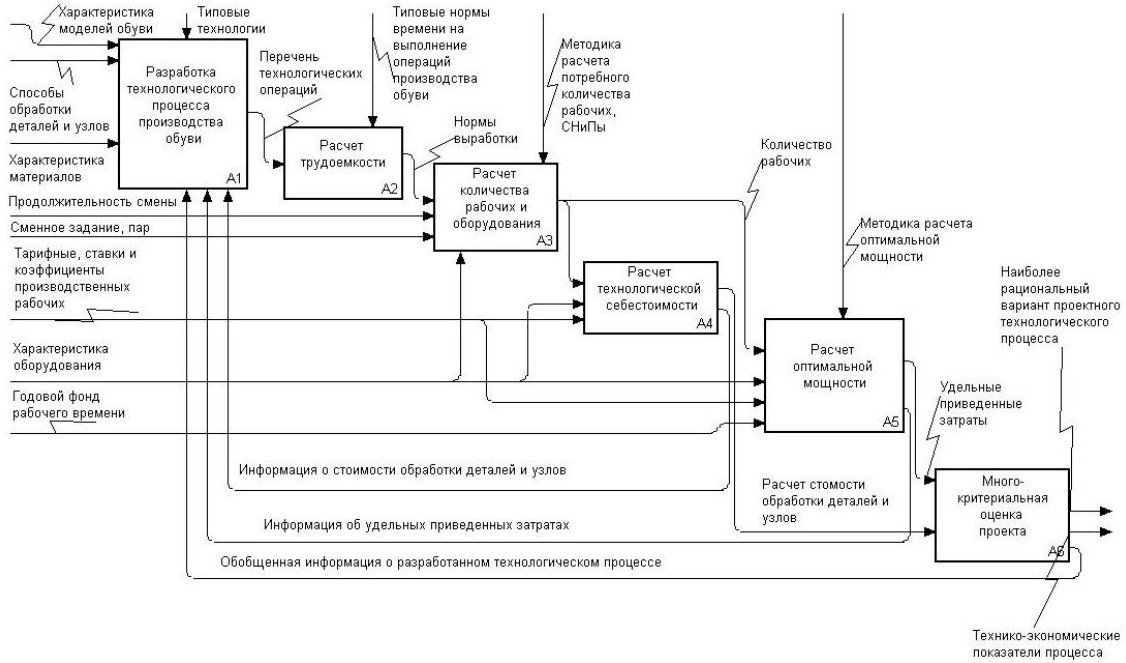 Характеристика
моделей обуви
Типовые
технологии
Типовые нормы
времени на
выполнение
операций
производства
обуви
Методика
расчета
потребного
количества
рабочих,
СНиПы
Перечень
технологических
операций
Разработка
технологического
процесса
производства
обуви
A1
Способы
обработки
деталей и узлов
Характеристика
материалов
Нормы
выработки
Расчет
трудоемкости
A2
Количество
рабочих
Расчет
количества
рабочих и
оборудования
A3
Продолжительность смены
Сменное задание, пар
Тарифные, ставки и
коэффициенты
производственных
рабочих
Методика расчета
оптимальной
мощности
Расчет
технологической
себестоимости
A4
Наиболее
рациональный
вариант проектного
технологического
процесса
Характеристика
оборудования
Расчет
оптимальной
мощности
A5
Годовой фонд
рабочего времени
Удельные
приведенные
затраты
Информация о стоимости обработки деталей и узлов
Расчет стомости
обработки деталей и
узлов
Много-
критериальная
оценка
проекта
A6
Информация об удельных приведенных затратах
Обобщенная информация о разработанном технологическом процессе
Технико-экономические
показатели процесса